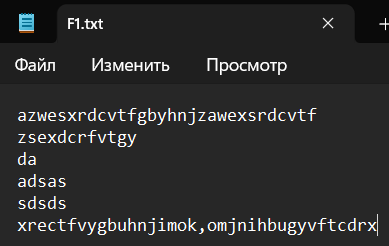 F1.txt
Файл Изменить Просмотр
azwesxrdcvtfgbyhnjzawexsrdcvtf
zsexdcrfvtgy
da
adsas
sdsds
xrectfvygbuhnjimok,omjnihbugyvftcdrx